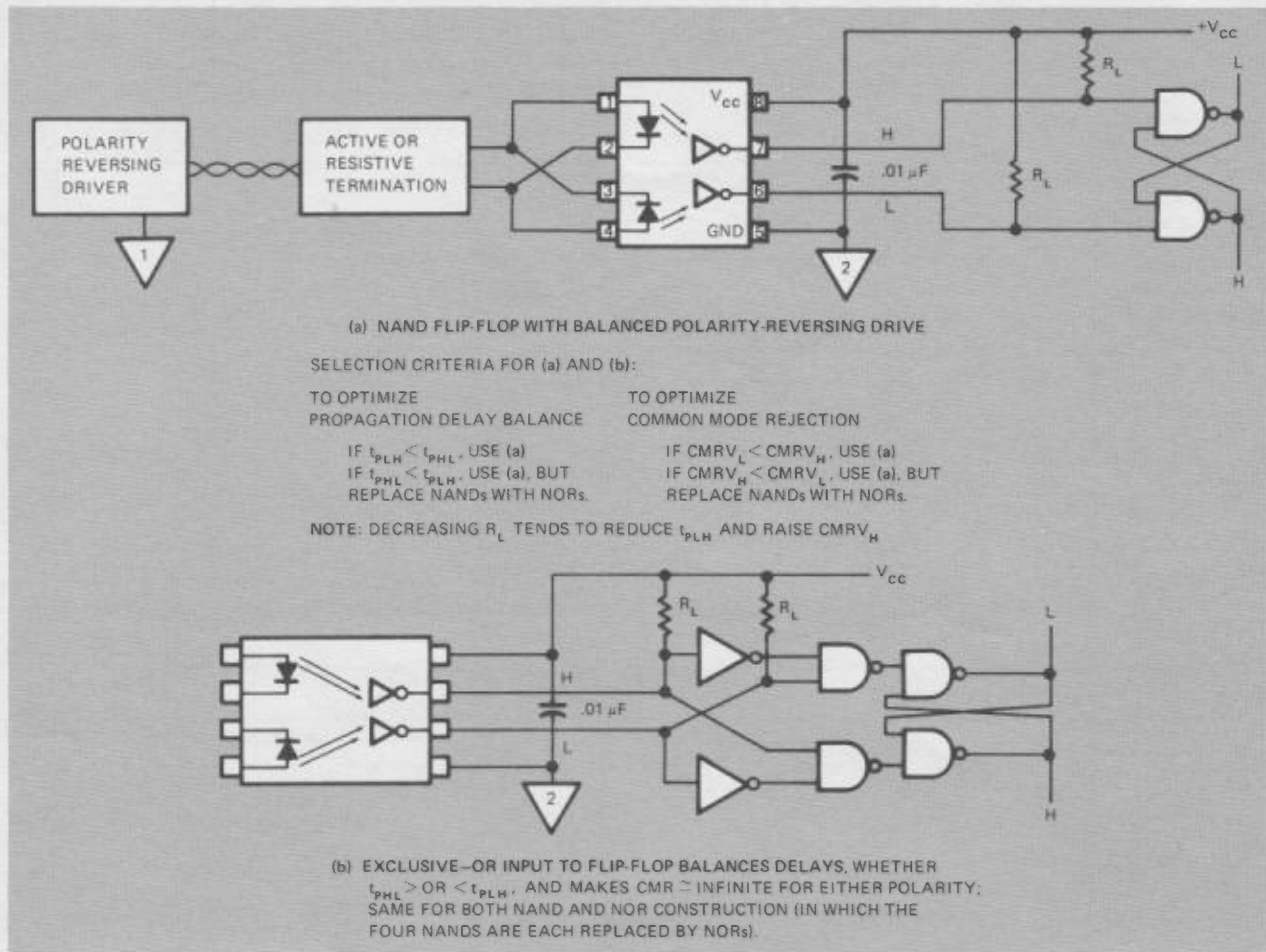 +VCC
L
RL
POLARITY
REVERSING
DRIVER
1
ACTIVE OR
RESISTIVE
TERMINATION
1
2
3
4
VCC
GND
8
7
6
5
H
.01 μF
L
2
RL
H
(a) NAND FLIP-FLOP WITH BALANCED POLARITY-REVERSING DRIVE
SELECTION CRITERIA FOR (a) AND (b):
TO OPTIMIZE
PROPAGATION DELAY BALANCE
IF tPLH < tPHL, USE (a)
IF tPHL < tPLH, USE (a), BUT
REPLACE NANDs WITH NORs.
TO OPTIMIZE
COMMON MODE REJECTION
IF CMRVL < CMRVH, USE (a)
IF CMRVH < CMRVL, USE (a), BUT
REPLACE NANDs WITH NORs.
NOTE: DECREASING RL TENDS TO REDUCE tPLH AND RAISE CMRVH
VCC
RL
RL
L
H
.01 μF
L
2
H
(b) EXCLUSIVE—OR INPUT TO FLIP-FLOP BALANCES DELAYS, WHETHER
tPHL > OR < tPLH, AND MAKES CMR ≃ INFINITE FOR EITHER POLARITY;
SAME FOR BOTH NAND AND NOR CONSTRUCTION (IN WHICH THE
FOUR NANDS ARE EACH REPLACED BY NORs).